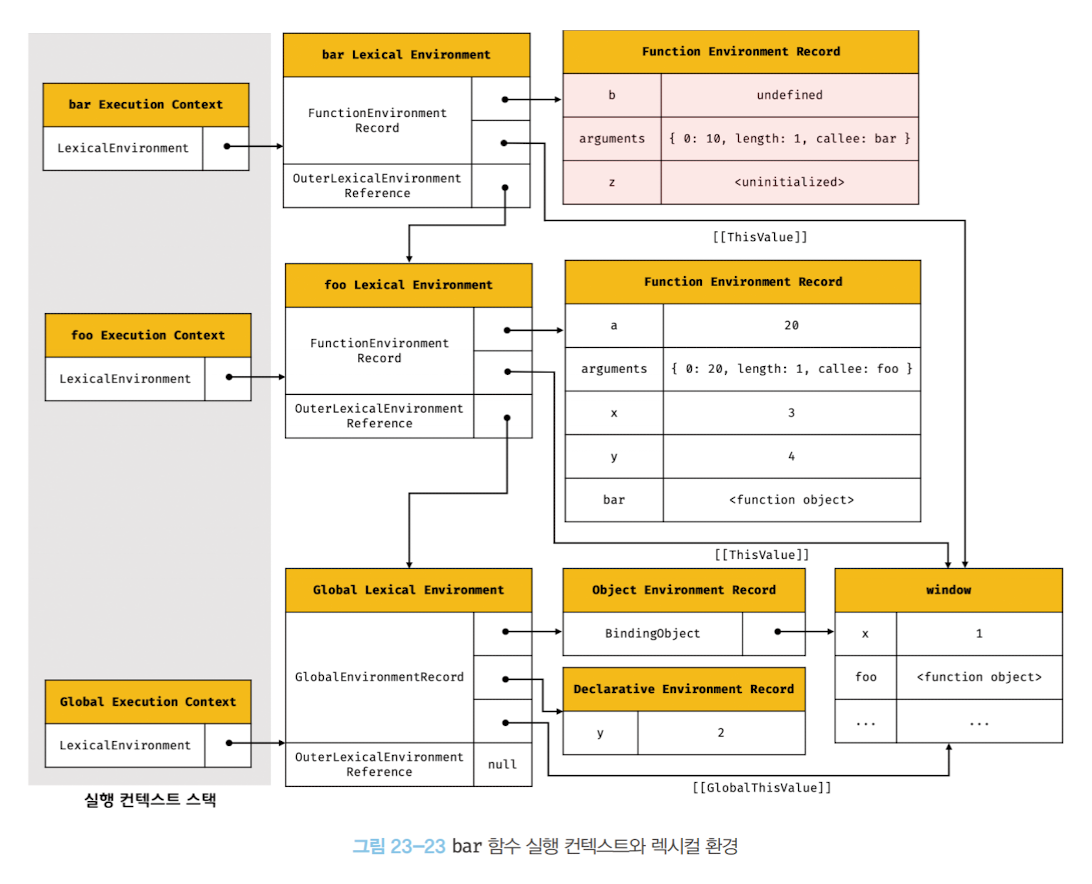 bar Execution Context
LexicalEnvironment
bar Lexical Environment
FunctionEnvironment
Record
OuterLexicalEnvironment
Reference
Function Environment Record
b undefined
arguments { 0: 10, length: 1, callee: bar }
z <uninitialized>
[[ThisValue]]
foo Execution Context
LexicalEnvironment
foo Lexical Environment
FunctionEnvironment
Record
OuterLexicalEnvironment
Reference
Function Environment Record
a 20
arguments { 0: 20, length: 1, callee: foo }
x 3
y 4
bar <function object>
[[ThisValue]]
Global Execution Context
LexicalEnvironment
Global Lexical Environment
GlobalEnvironmentRecord
OuterLexicalEnvironment
Reference
null
Object Environment Record
BindingObject
Declarative Environment Record
y 2
window
x 1
foo <function object>
... ...
[[GlobalThisValue]]
실행 컨텍스트 스택
그림 23-23 bar 함수 실행 컨텍스트와 렉시컬 환경